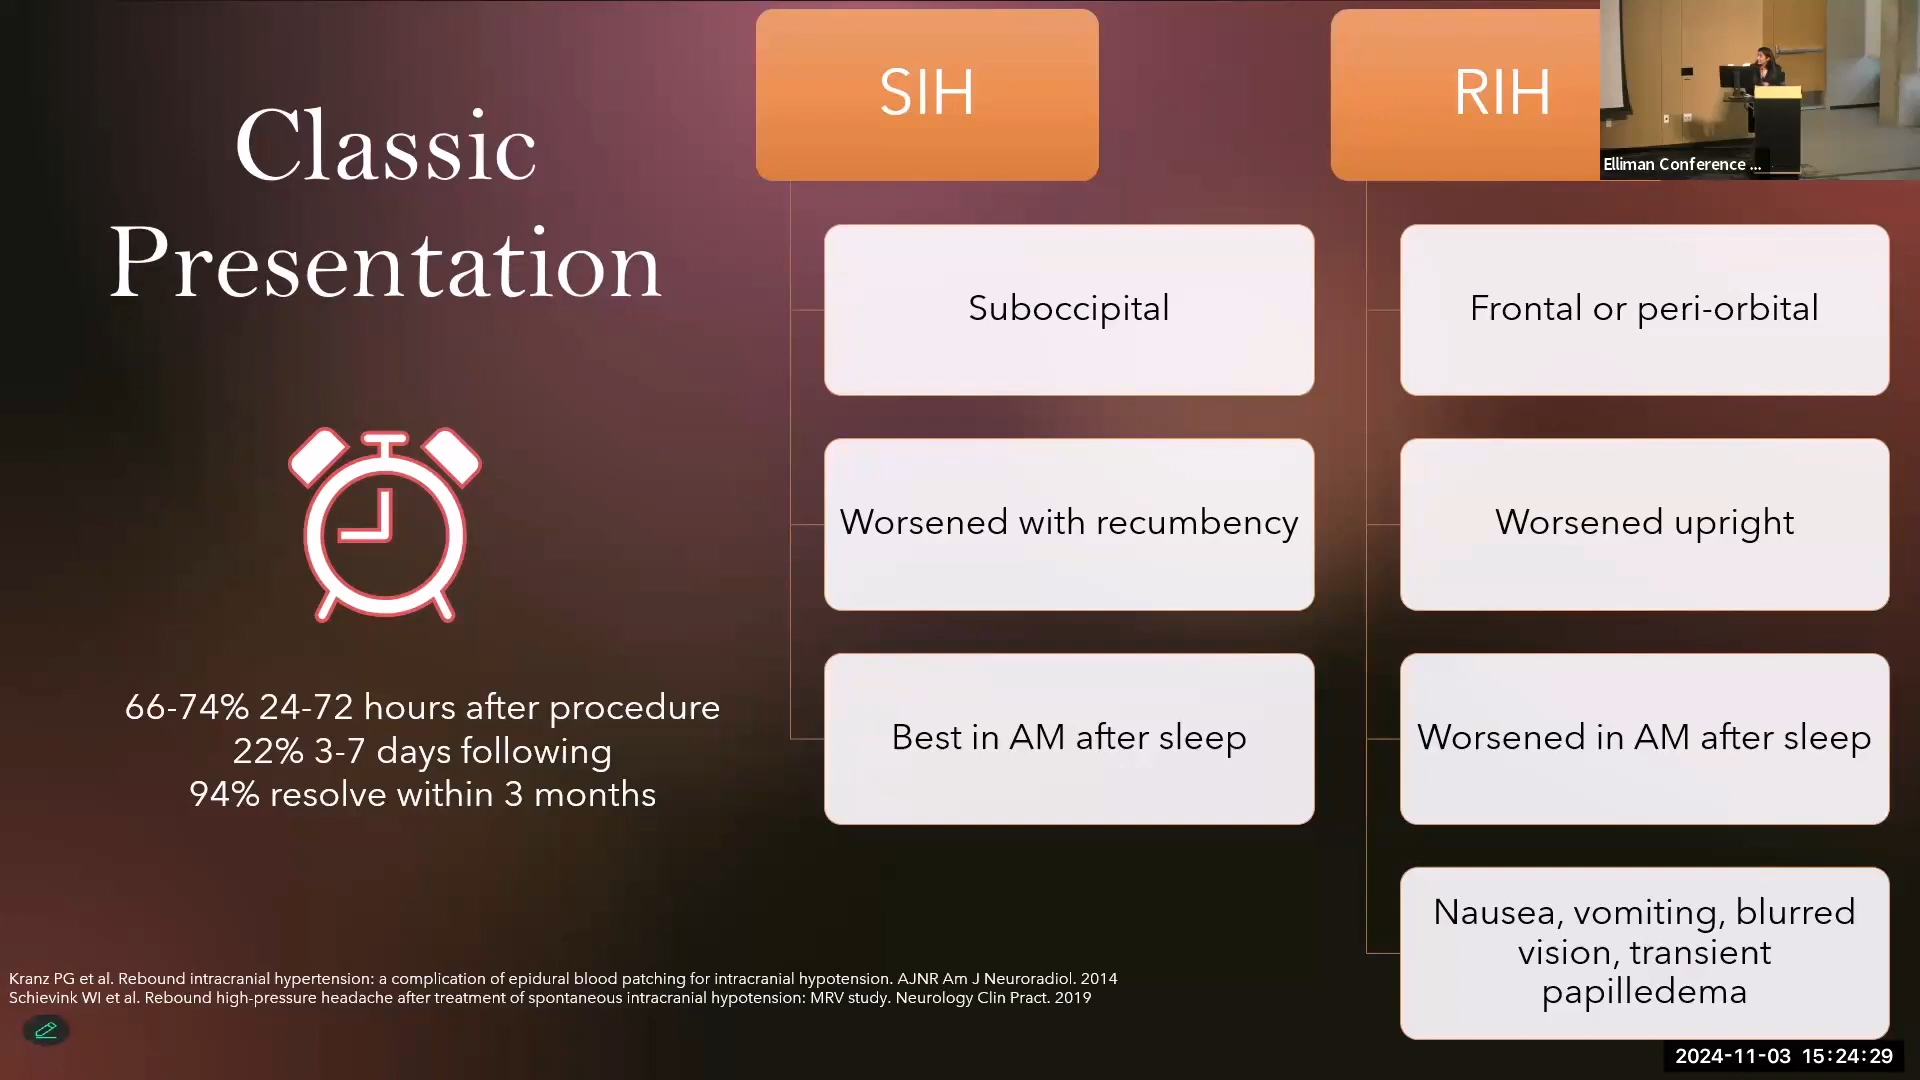 Classic
Presentation
66-74% 24-72 hours after procedure
22% 3-7 days following
94% resolve within 3 months
SIH
Suboccipital
Worsened with recumbency
Best in AM after sleep
RIH
Frontal or peri-orbital
Worsened upright
Worsened in AM after sleep
Nausea, vomiting, blurred
vision, transient
papilledema
Elliman Conference ...
Kranz PG et al. Rebound intracranial hypertension: a complication of epidural blood patching for intracranial hypotension. AJNR Am J Neuroradiol. 2014
Schievink WI et al. Rebound high-pressure headache after treatment of spontaneous intracranial hypotension: MRV study. Neurology Clin Pract. 2019
2024-11-03 15:24:29